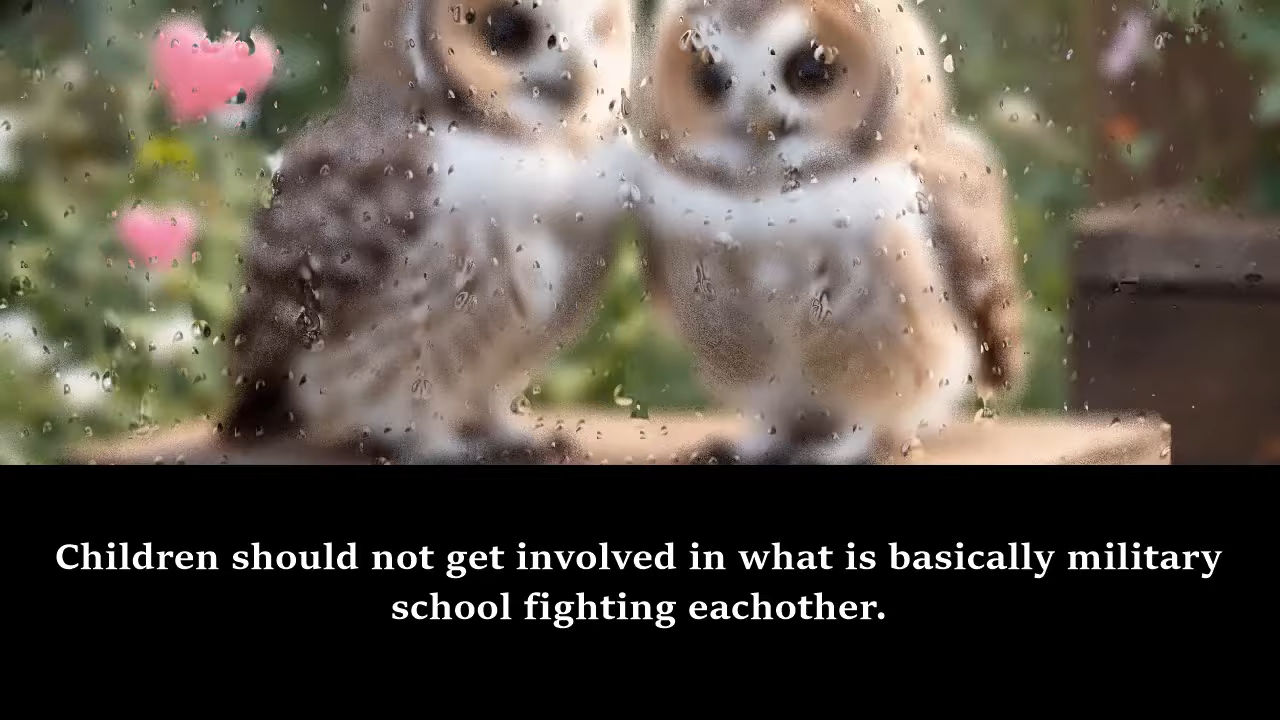 Children should not get involved in what is basically military
school fighting eachother.